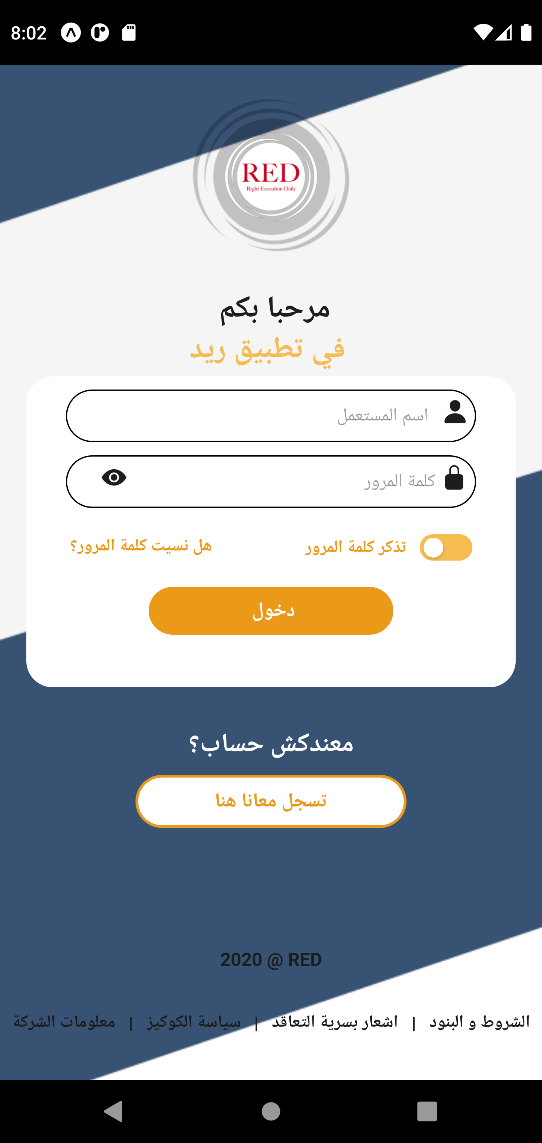 8:02
RED
Right Execution Daily
مرحبا بكم
في تطبيق ريد
اسم المستعمل
كلمة المرور
تذكر كلمة المرور
هل نسيت كلمة المرور؟
دخول
معندكش حساب؟
تسجل معانا هنا
2020 @ RED
الشروط و البنود | اشعار بسرية التعاقد | سياسة الكوكيز | معلومات الشركة